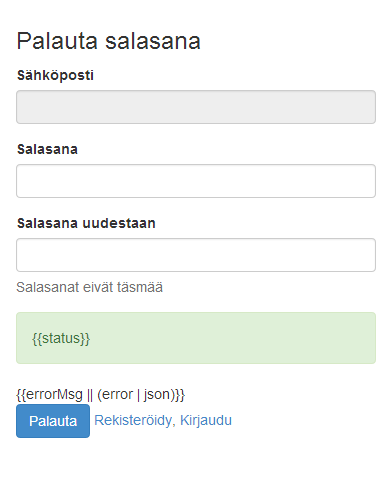 Palauta salasana
Sähköposti
Salasana
Salasana uudestaan
Salasanat eivät täsmää
{{status}}
{{errorMsg || (error | json)}}
Palauta Rekisteröidy, Kirjaudu